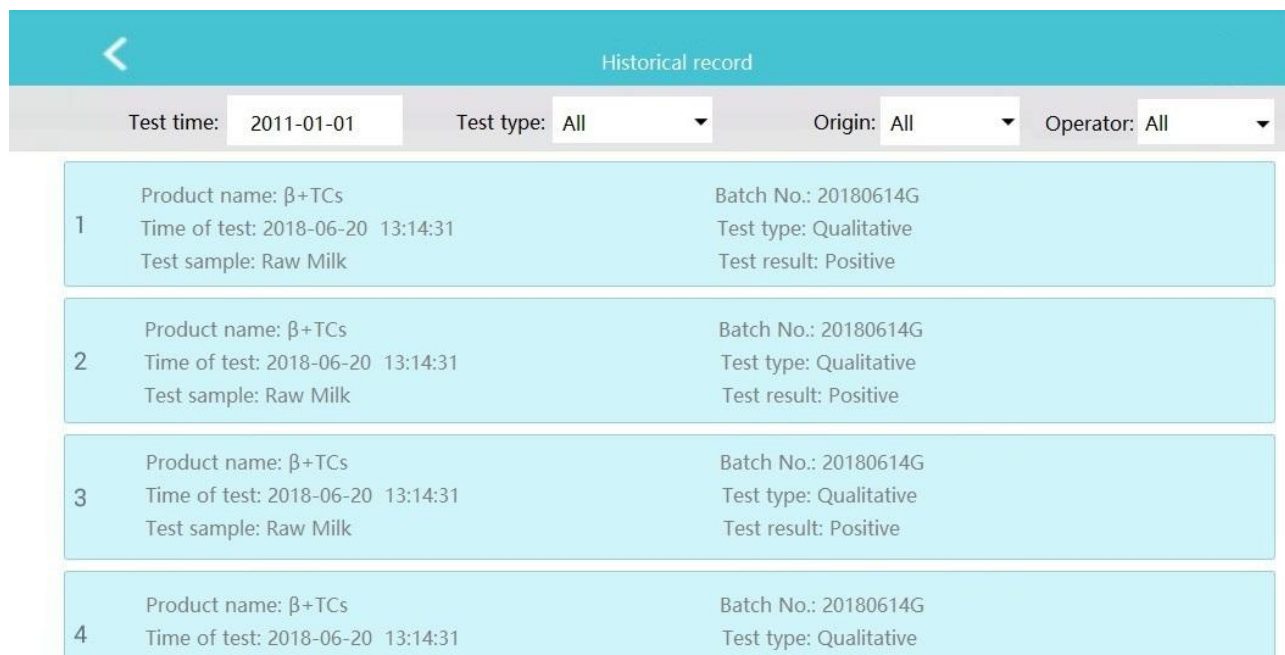 Historical record
Test time: 2011-01-01 Test type: All Origin: All Operator: All
1
Product name: β+TCs Batch No.: 20180614G
Time of test: 2018-06-20 13:14:31 Test type: Qualitative
Test sample: Raw Milk Test result: Positive
2
Product name: β+TCs Batch No.: 20180614G
Time of test: 2018-06-20 13:14:31 Test type: Qualitative
Test sample: Raw Milk Test result: Positive
3
Product name: β+TCs Batch No.: 20180614G
Time of test: 2018-06-20 13:14:31 Test type: Qualitative
Test sample: Raw Milk Test result: Positive
4
Product name: β+TCs Batch No.: 20180614G
Time of test: 2018-06-20 13:14:31 Test type: Qualitative